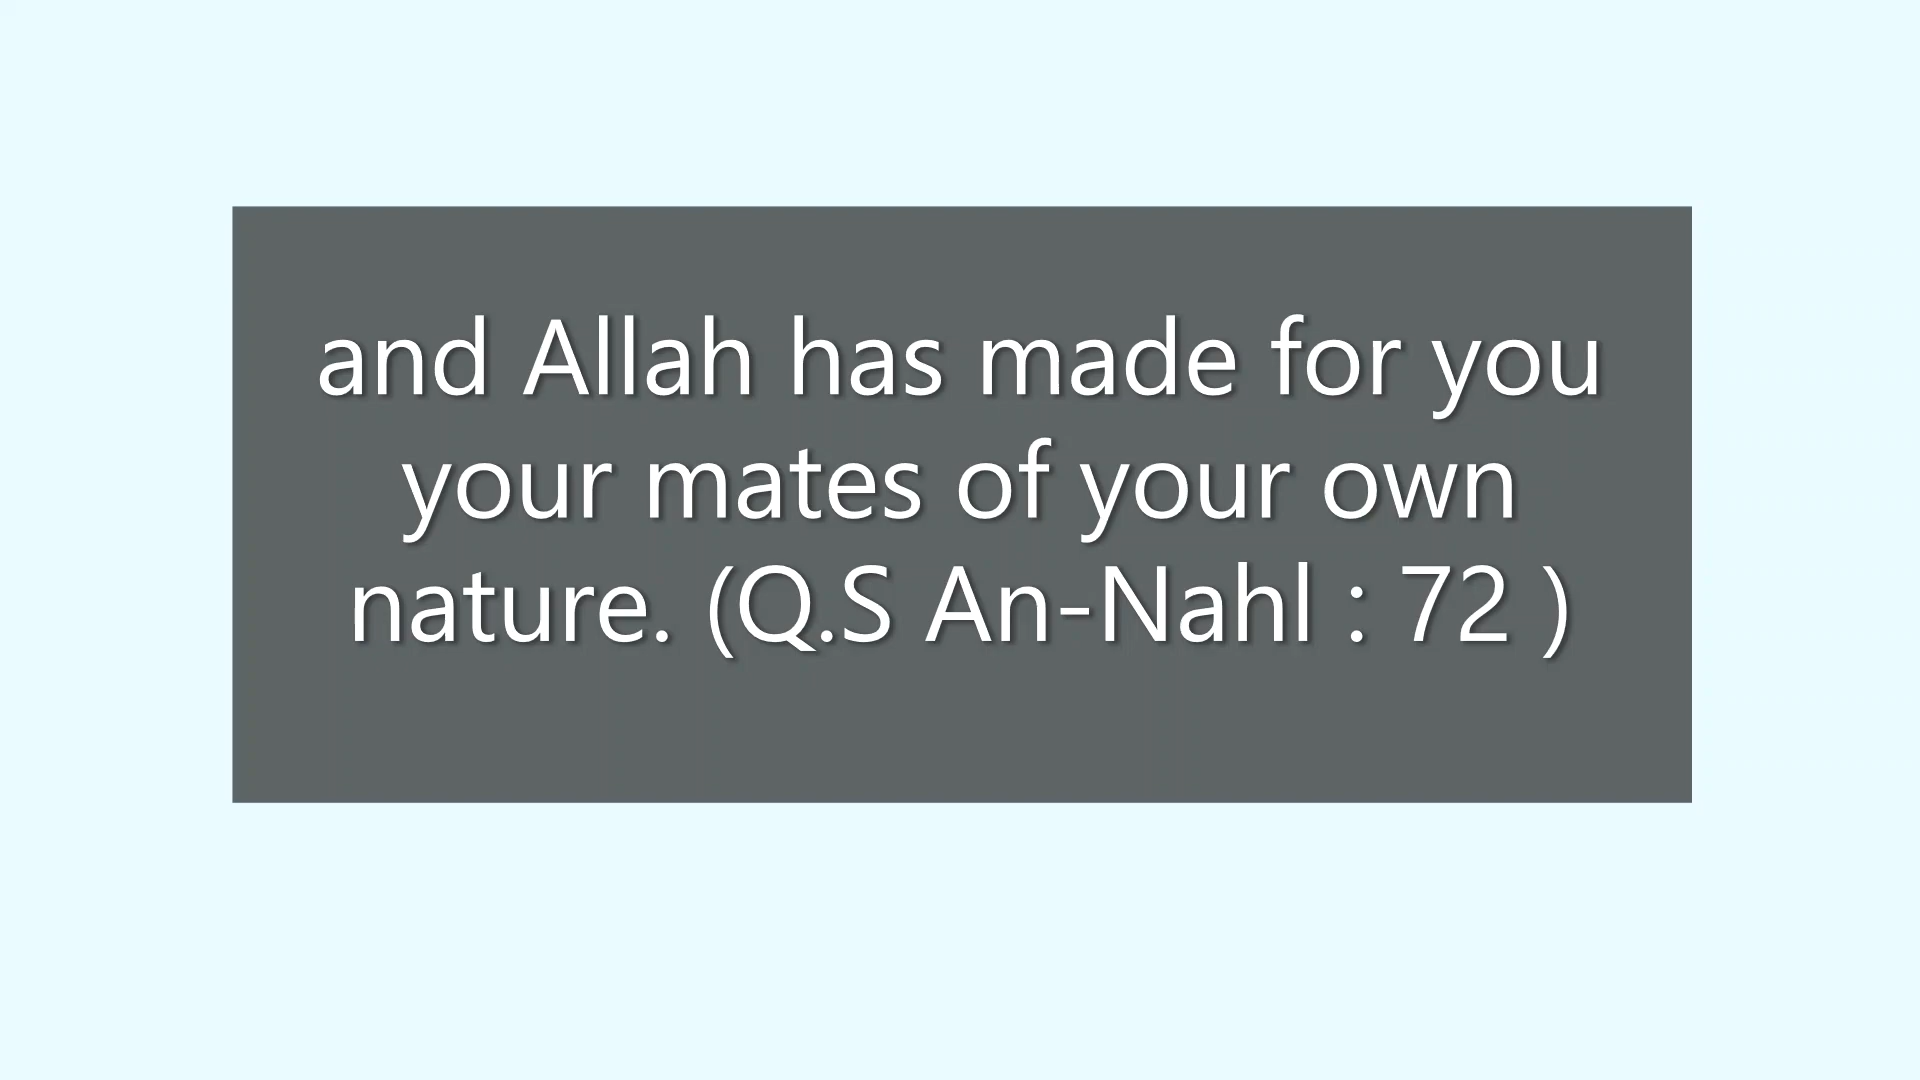 and Allah has made for you
your mates of your own
nature. (Q.S An-Nahl : 72 )